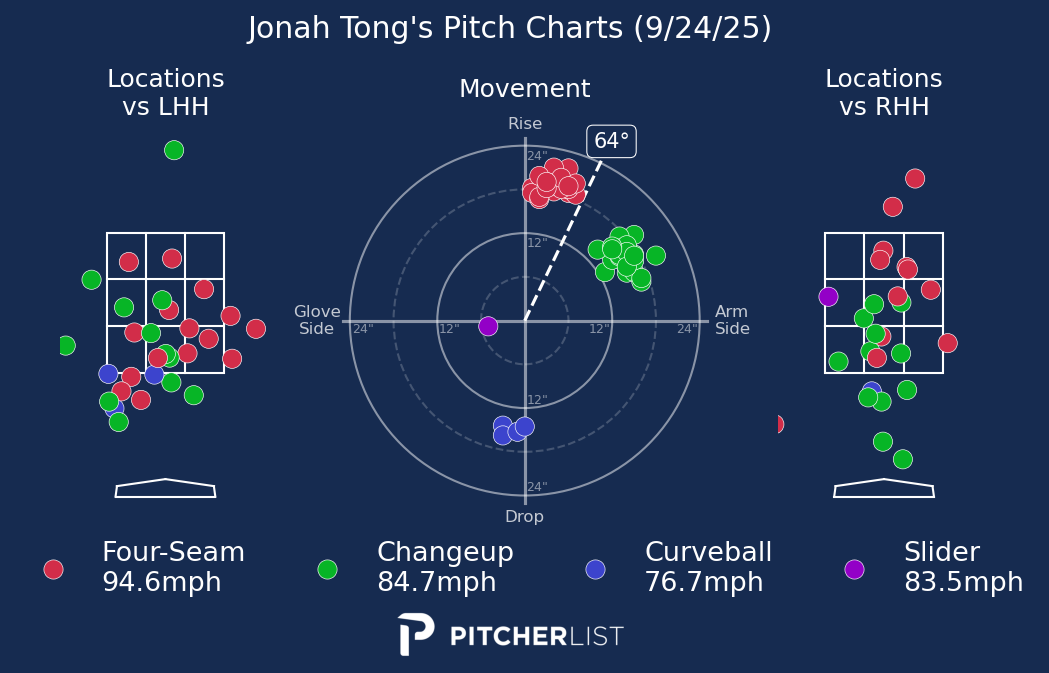 Jonah Tong's Pitch Charts (9/24/25)
Locations
vs LHH
Movement
Locations
vs RHH
Rise
64°
24"
12"
Glove
Side
24"
12"
12"
24"
Arm
Side
12"
24"
Drop
Four-Seam
94.6mph
Changeup
84.7mph
Curveball
76.7mph
Slider
83.5mph
PITCHERLIST